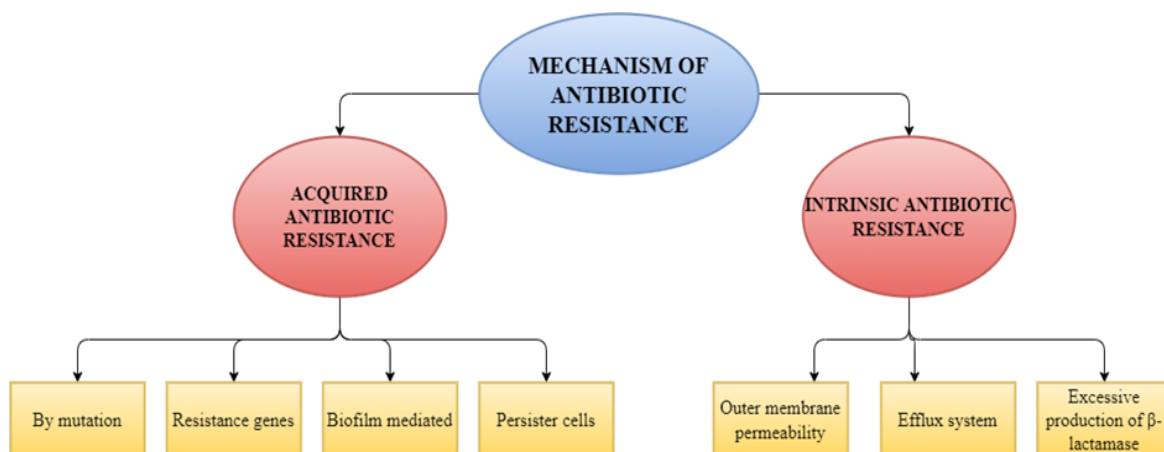 MECHANISM OF
ANTIBIOTIC
RESISTANCE
ACQUIRED
ANTIBIOTIC
RESISTANCE
INTRINSIC ANTIBIOTIC
RESISTANCE
By mutation
Resistance genes
Biofilm mediated
Persister cells
Outer membrane
permeability
Efflux system
Excessive
production of β-
lactamase